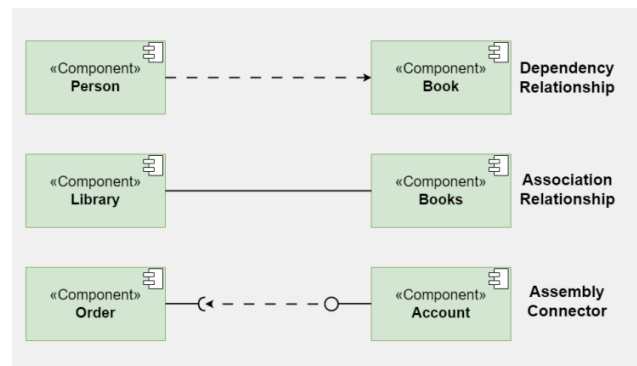 «Component»
Person
«Component»
Book
Dependency
Relationship
«Component»
Library
«Component»
Books
Association
Relationship
«Component»
Order
«Component»
Account
Assembly
Connector